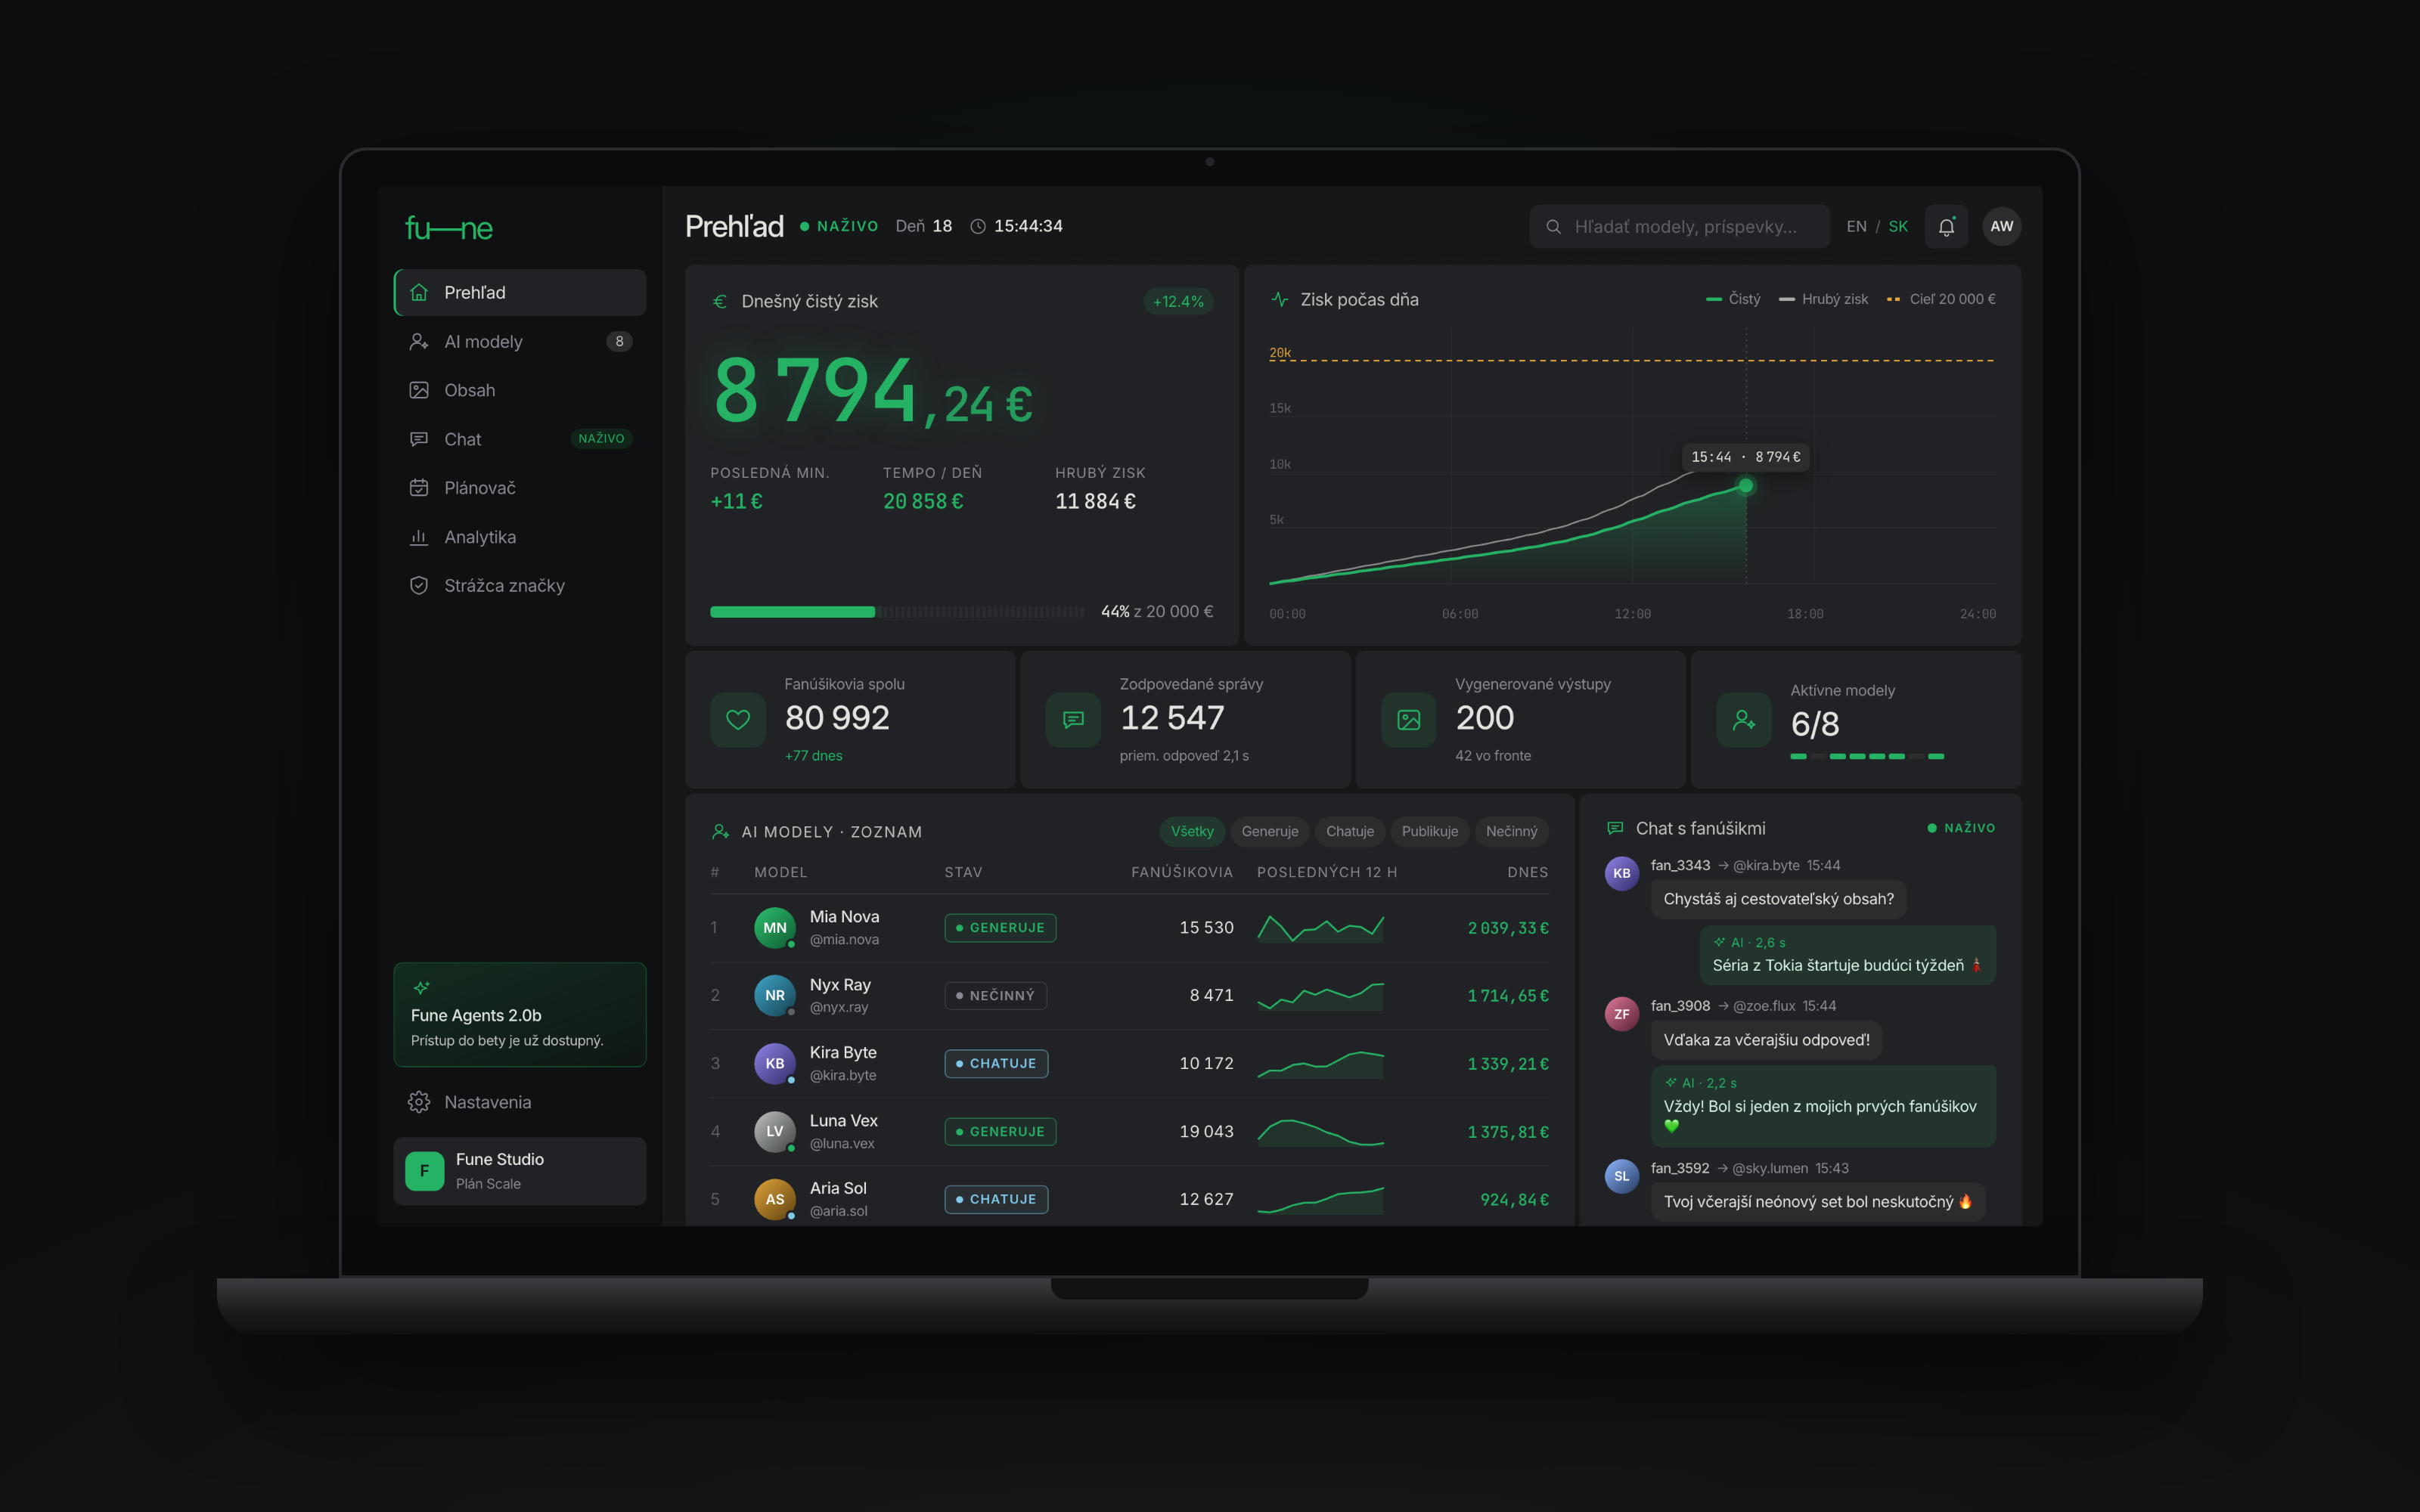 fu—ne
Prehľad
AI modely 8
Obsah
Chat NAŽIVO
Plánovač
Analytika
Strážca značky
Fune Agents 2.0b
Prístup do bety je už dostupný.
Nastavenia
F Fune Studio
Plán Scale
Prehľad NAŽIVO Deň 18 15:44:34
Hľadať modely, príspevky...
EN / SK
AW
€ Dnešný čistý zisk +12.4%
8 794,24 €
POSLEDNÁ MIN. TEMPO / DEŇ HRUBÝ ZISK
+11 € 20 858 € 11 884 €
44% z 20 000 €
Zisk počas dňa
Čistý Hrubý zisk Cieľ 20 000 €
20k
15k
10k
5k
15:44 · 8 794 €
00:00 06:00 12:00 18:00 24:00
Fanúšikovia spolu
80 992
+77 dnes
Zodpovedané správy
12 547
priem. odpoveď 2,1 s
Vygenerované výstupy
200
42 vo fronte
Aktívne modely
6/8
AI MODELY · ZOZNAM
Všetky Generuje Chatuje Publikuje Nečinný
# MODEL STAV FANÚŠIKOVIA POSLEDNÝCH 12 H DNES
1 MN Mia Nova @mia.nova GENERUJE 15 530 2 039,33 €
2 NR Nyx Ray @nyx.ray NEČINNÝ 8 471 1 714,65 €
3 KB Kira Byte @kira.byte CHATUJE 10 172 1 339,21 €
4 LV Luna Vex @luna.vex GENERUJE 19 043 1 375,81 €
5 AS Aria Sol @aria.sol CHATUJE 12 627 924,84 €
Chat s fanúšikmi NAŽIVO
KB fan_3343 → @kira.byte 15:44
Chystáš aj cestovateľský obsah?
AI · 2,6 s
Séria z Tokia štartuje budúci týždeň 🗼
ZF fan_3908 → @zoe.flux 15:44
Vďaka za včerajšiu odpoveď!
AI · 2,2 s
Vždy! Bol si jeden z mojich prvých fanúšikov
💚
SL fan_3592 → @sky.lumen 15:43
Tvoj včerajší neónový set bol neskutočný 🔥